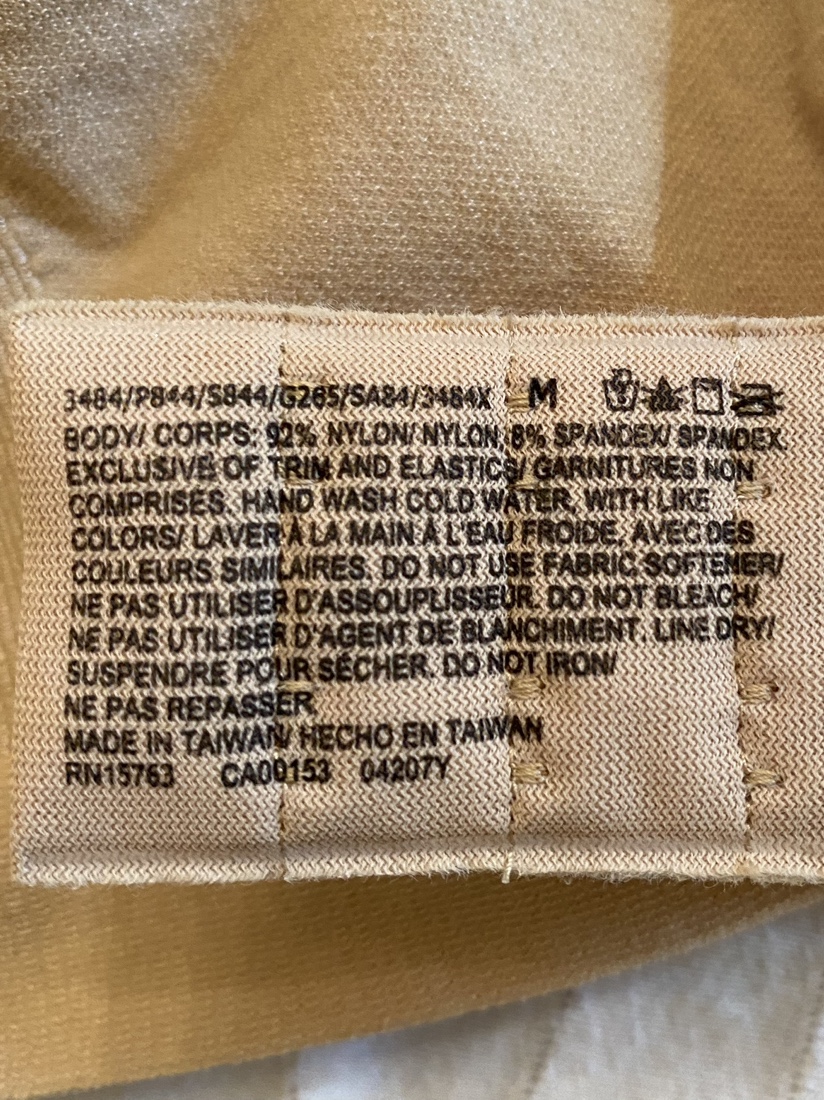 3484/P844/S844/G265/SA84/3484X M
BODY/ CORPS: 92% NYLON/ NYLON, 8% SPANDEX/ SPANDEX.
EXCLUSIVE OF TRIM AND ELASTICS/ GARNITURES NON
COMPRISES. HAND WASH COLD WATER, WITH LIKE
COLORS/ LAVER À LA MAIN À L'EAU FROIDE, AVEC DES
COULEURS SIMILAIRES. DO NOT USE FABRIC SOFTENER/
NE PAS UTILISER D'ASSOUPLISSEUR. DO NOT BLEACH/
NE PAS UTILISER D'AGENT DE BLANCHIMENT. LINE DRY/
SUSPENDRE POUR SÉCHER. DO NOT IRON/
NE PAS REPASSER
MADE IN TAIWAN/ HECHO EN TAIWAN
RN15763 CA00153 04207Y